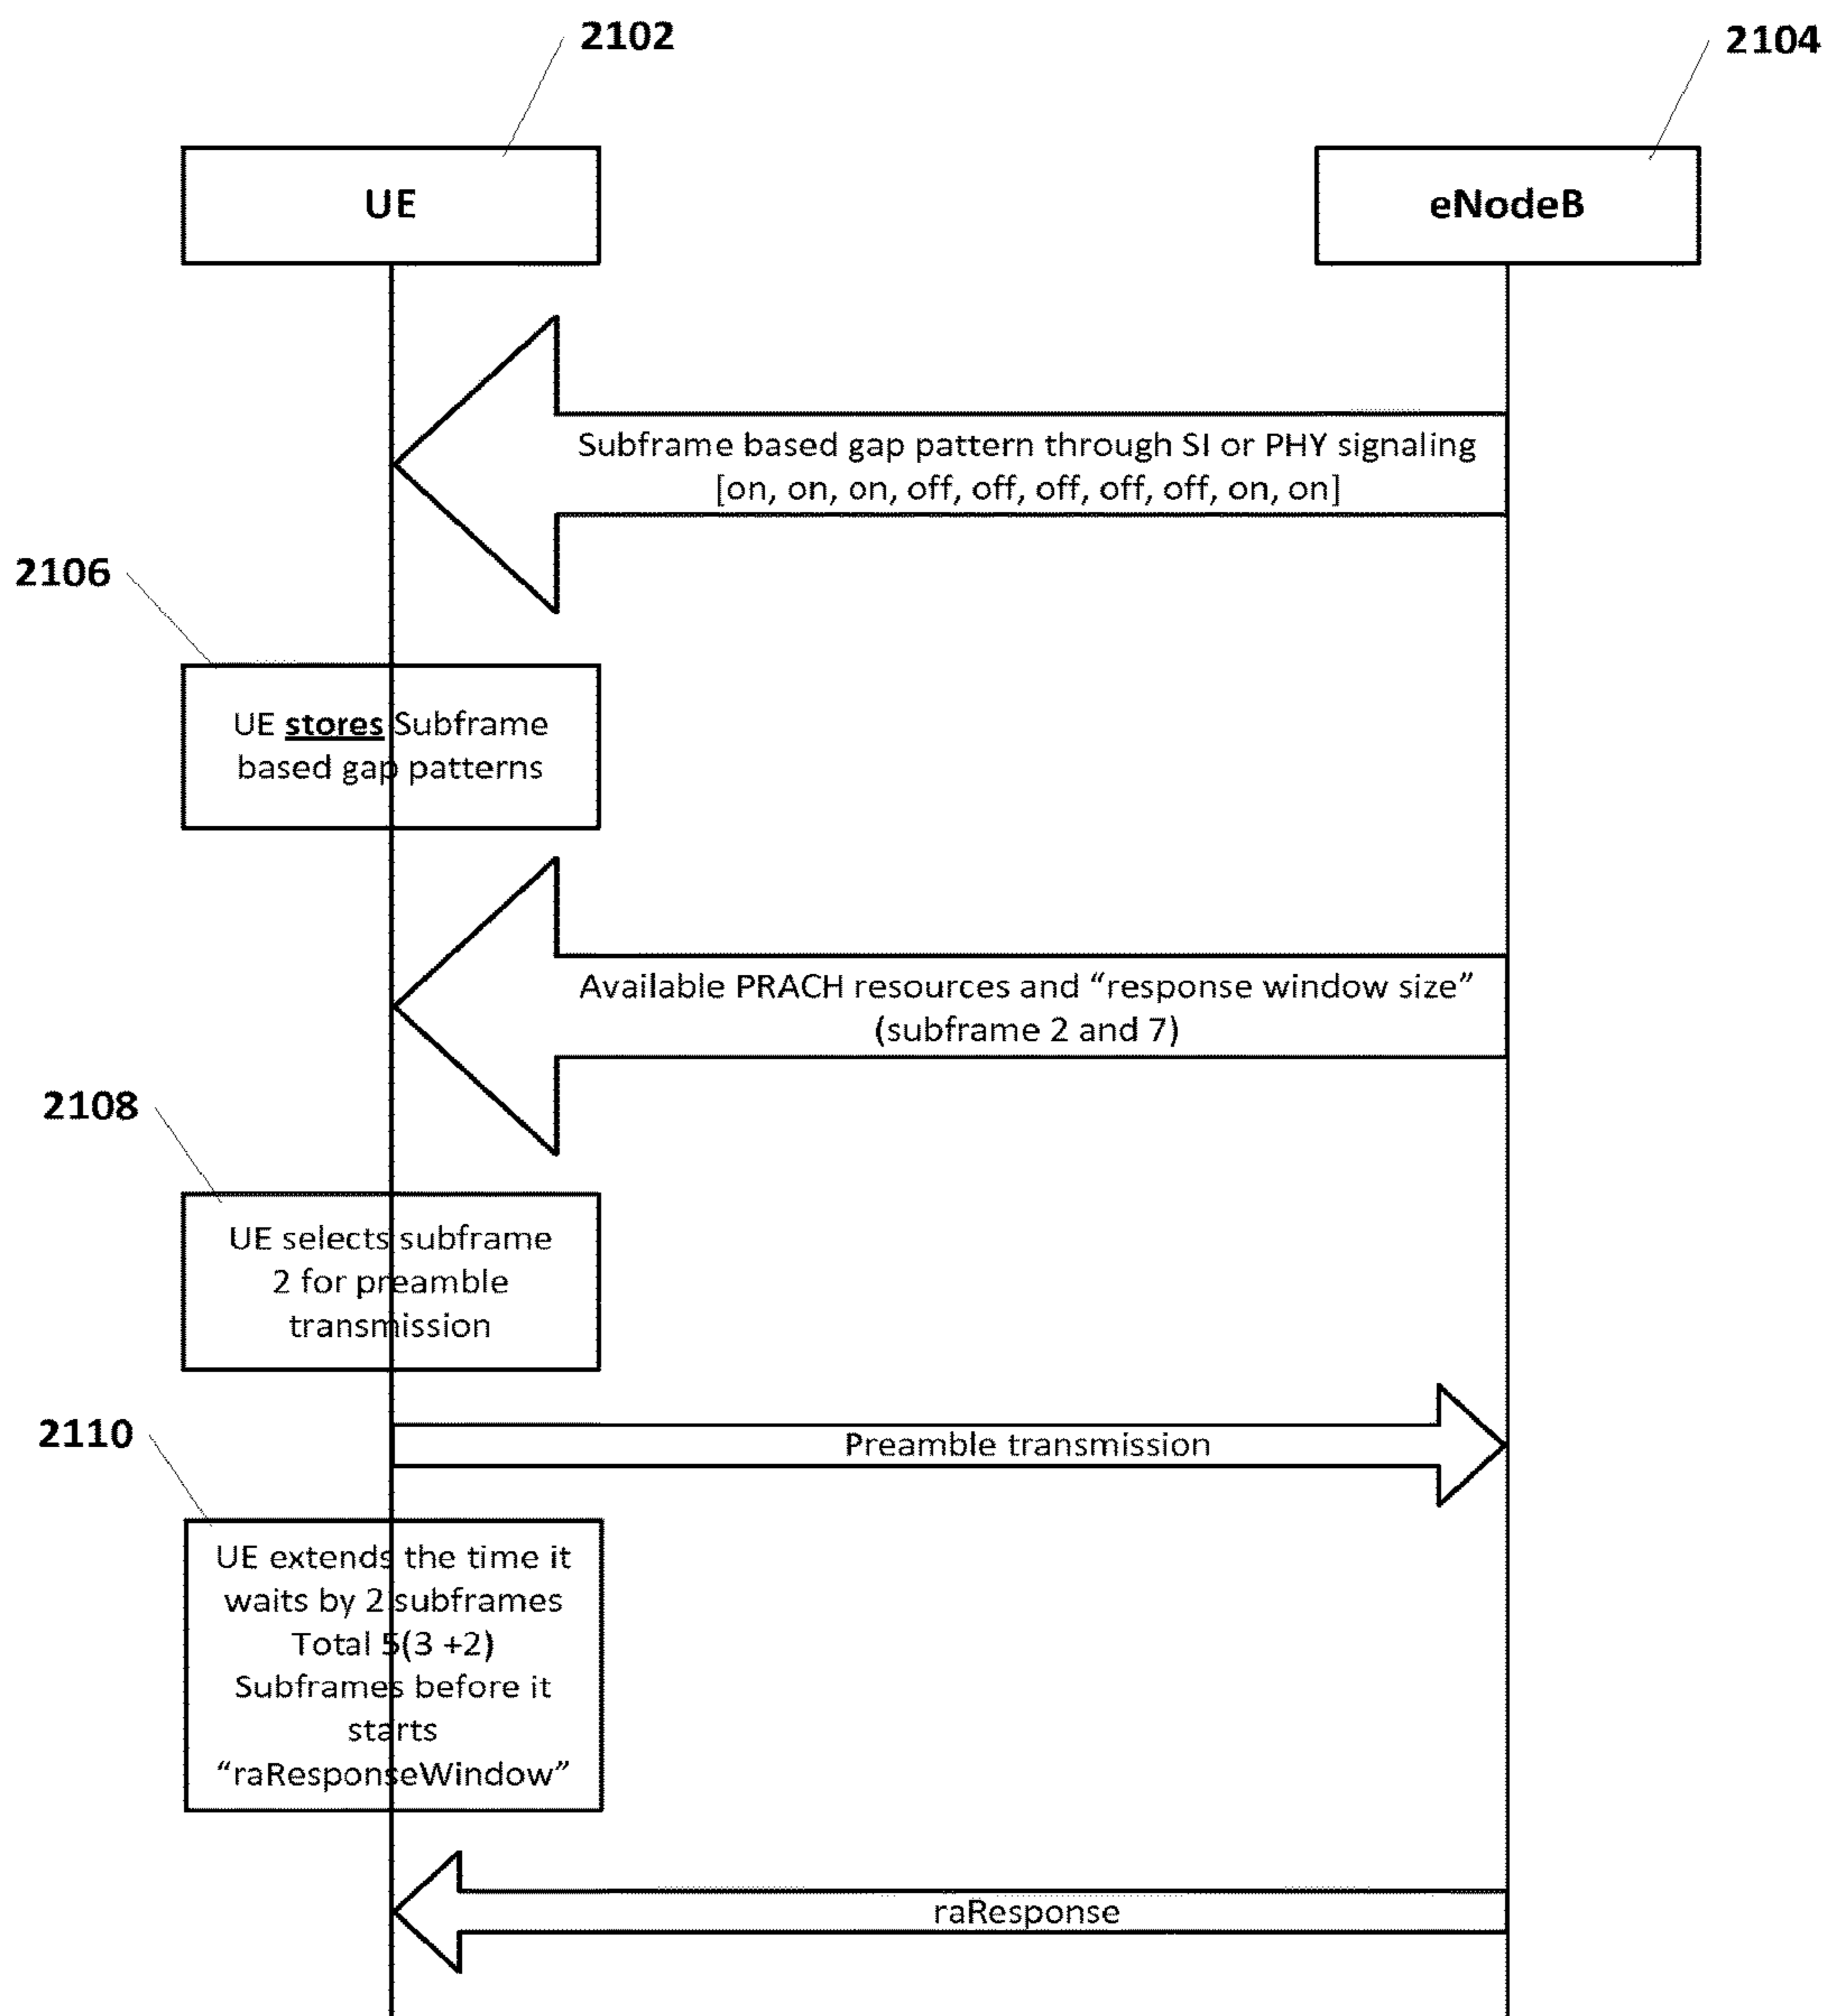 2102
2104
UE
eNodeB
Subframe based gap pattern through SI or PHY signaling
[on, on, on, off, off, off, off, off, on, on]
2106
UE stores Subframe
based gap patterns
Available PRACH resources and “response window size”
(subframe 2 and 7)
2108
UE selects subframe
2 for preamble
transmission
2110
Preamble transmission
UE extends the time it
waits by 2 subframes
Total 5(3 +2)
Subframes before it
starts
“raResponseWindow”
raResponse